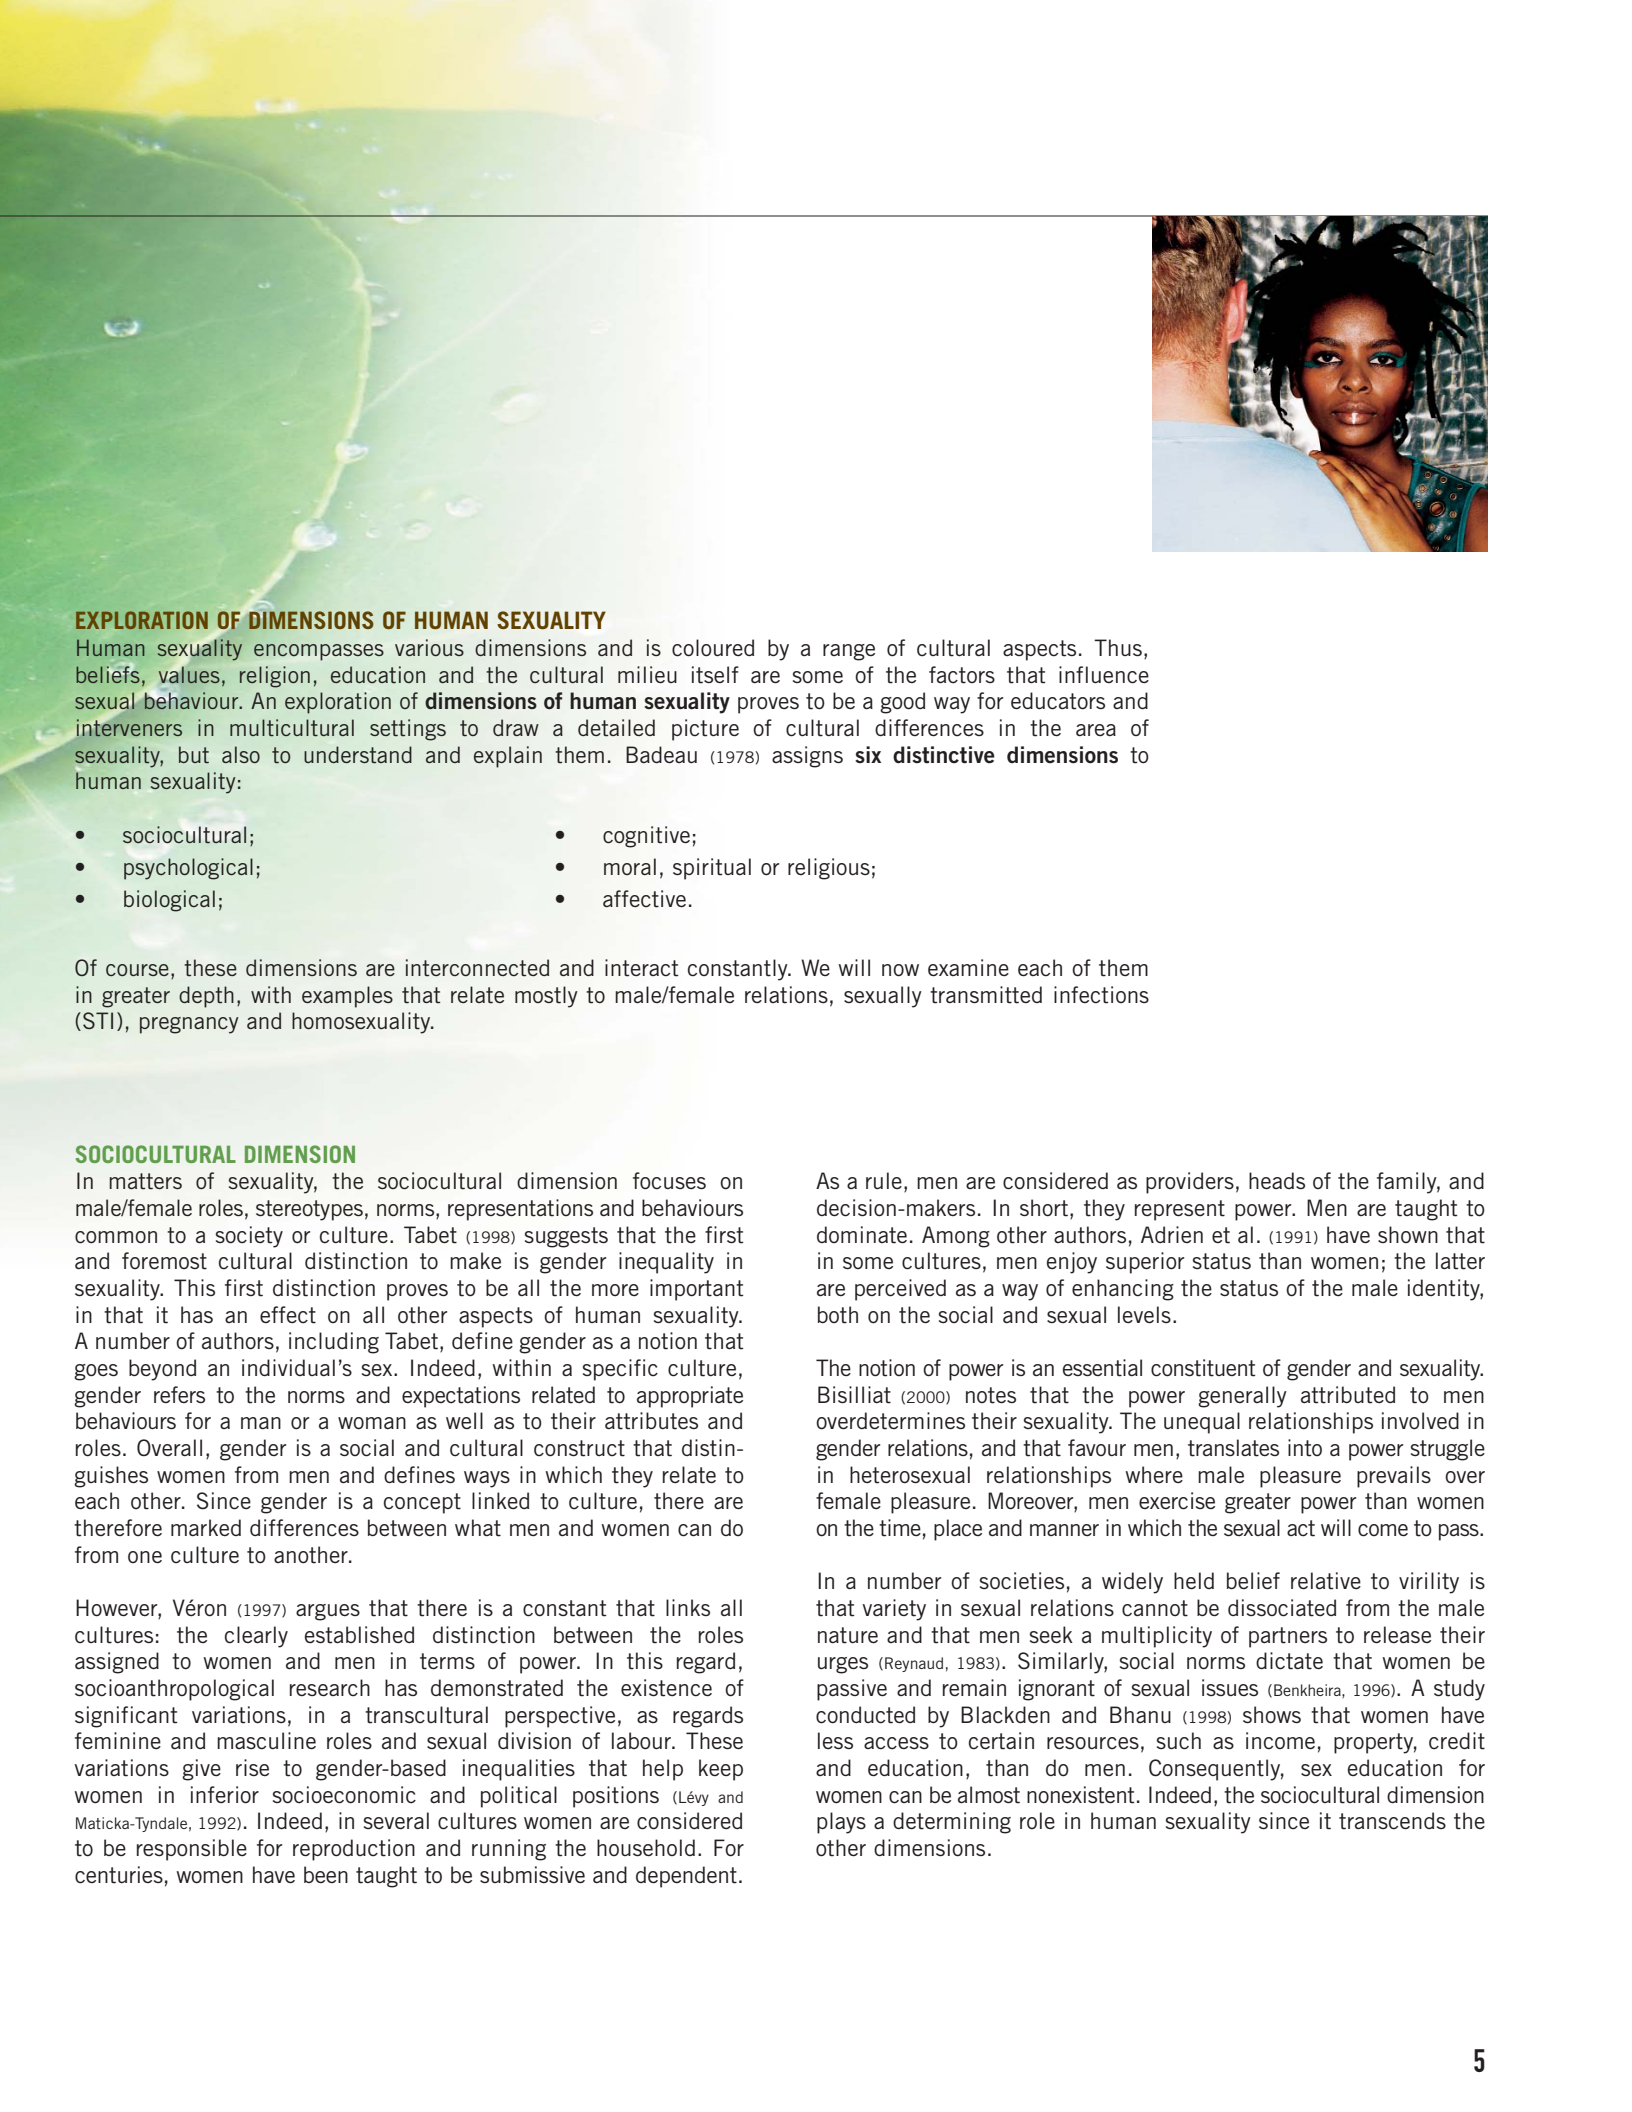 EXPLORATION OF DIMENSIONS OF HUMAN SEXUALITY
Human sexuality encompasses various dimensions and is coloured by a range of cultural aspects. Thus,
beliefs, values, religion, education and the cultural milieu itself are some of the factors that influence
sexual behaviour. An exploration of dimensions of human sexuality proves to be a good way for educators and
interveners in multicultural settings to draw a detailed picture of cultural differences in the area of
sexuality, but also to understand and explain them. Badeau (1978) assigns six distinctive dimensions to
human sexuality:
• sociocultural;
• psychological;
• biological;
• cognitive;
• moral, spiritual or religious;
• affective.
Of course, these dimensions are interconnected and interact constantly. We will now examine each of them
in greater depth, with examples that relate mostly to male/female relations, sexually transmitted infections
(STI), pregnancy and homosexuality.
SOCIOCULTURAL DIMENSION
In matters of sexuality, the sociocultural dimension focuses on
male/female roles, stereotypes, norms, representations and behaviours
common to a society or culture. Tabet (1998) suggests that the first
and foremost cultural distinction to make is gender inequality in
sexuality. This first distinction proves to be all the more important
in that it has an effect on all other aspects of human sexuality.
A number of authors, including Tabet, define gender as a notion that
goes beyond an individual's sex. Indeed, within a specific culture,
gender refers to the norms and expectations related to appropriate
behaviours for a man or a woman as well as to their attributes and
roles. Overall, gender is a social and cultural construct that distin-
guishes women from men and defines ways in which they relate to
each other. Since gender is a concept linked to culture, there are
therefore marked differences between what men and women can do
from one culture to another.
However, Véron (1997) argues that there is a constant that links all
cultures: the clearly established distinction between the roles
assigned to women and men in terms of power. In this regard,
socioanthropological research has demonstrated the existence of
significant variations, in a transcultural perspective, as regards
feminine and masculine roles and sexual division of labour. These
variations give rise to gender-based inequalities that help keep
women in inferior socioeconomic and political positions (Lévy and
Maticka-Tyndale, 1992). Indeed, in several cultures women are considered
to be responsible for reproduction and running the household. For
centuries, women have been taught to be submissive and dependent.
As a rule, men are considered as providers, heads of the family, and
decision-makers. In short, they represent power. Men are taught to
dominate. Among other authors, Adrien et al. (1991) have shown that
in some cultures, men enjoy superior status than women; the latter
are perceived as a way of enhancing the status of the male identity,
both on the social and sexual levels.
The notion of power is an essential constituent of gender and sexuality.
Bisilliat (2000) notes that the power generally attributed to men
overdetermines their sexuality. The unequal relationships involved in
gender relations, and that favour men, translates into a power struggle
in heterosexual relationships where male pleasure prevails over
female pleasure. Moreover, men exercise greater power than women
on the time, place and manner in which the sexual act will come to pass.
In a number of societies, a widely held belief relative to virility is
that variety in sexual relations cannot be dissociated from the male
nature and that men seek a multiplicity of partners to release their
urges (Reynaud, 1983). Similarly, social norms dictate that women be
passive and remain ignorant of sexual issues (Benkheira, 1996). A study
conducted by Blackden and Bhanu (1998) shows that women have
less access to certain resources, such as income, property, credit
and education, than do men. Consequently, sex education for
women can be almost nonexistent. Indeed, the sociocultural dimension
plays a determining role in human sexuality since it transcends the
other dimensions.
5